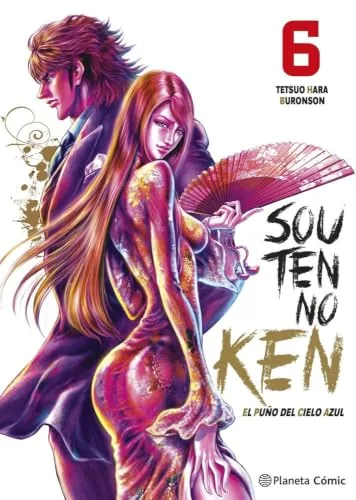 6
TETSUO HARA
BURONSON
SOU
TEN
NO
KEN
EL PUÑO DEL CIELO AZUL
Planeta Cómic